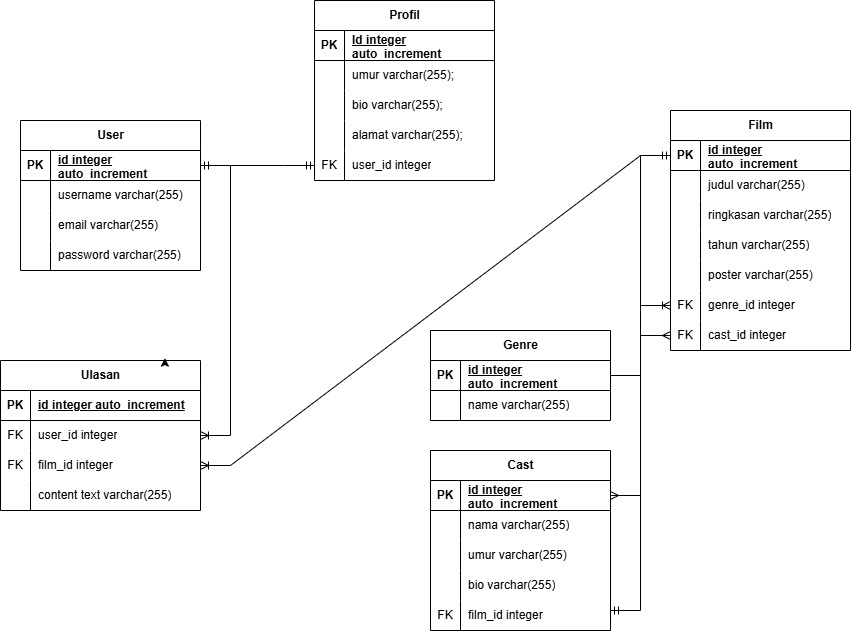 Profil
PK Id integer
auto_increment
umur varchar(255);
bio varchar(255);
alamat varchar(255);
FK user_id integer
User
PK id integer
auto_increment
username varchar(255)
email varchar(255)
password varchar(255)
Film
PK id integer
auto_increment
judul varchar(255)
ringkasan varchar(255)
tahun varchar(255)
poster varchar(255)
FK genre_id integer
FK cast_id integer
Ulasan
PK id integer auto_increment
FK user_id integer
FK film_id integer
content text varchar(255)
Genre
PK id integer
auto_increment
name varchar(255)
Cast
PK id integer
auto_increment
nama varchar(255)
umur varchar(255)
bio varchar(255)
FK film_id integer